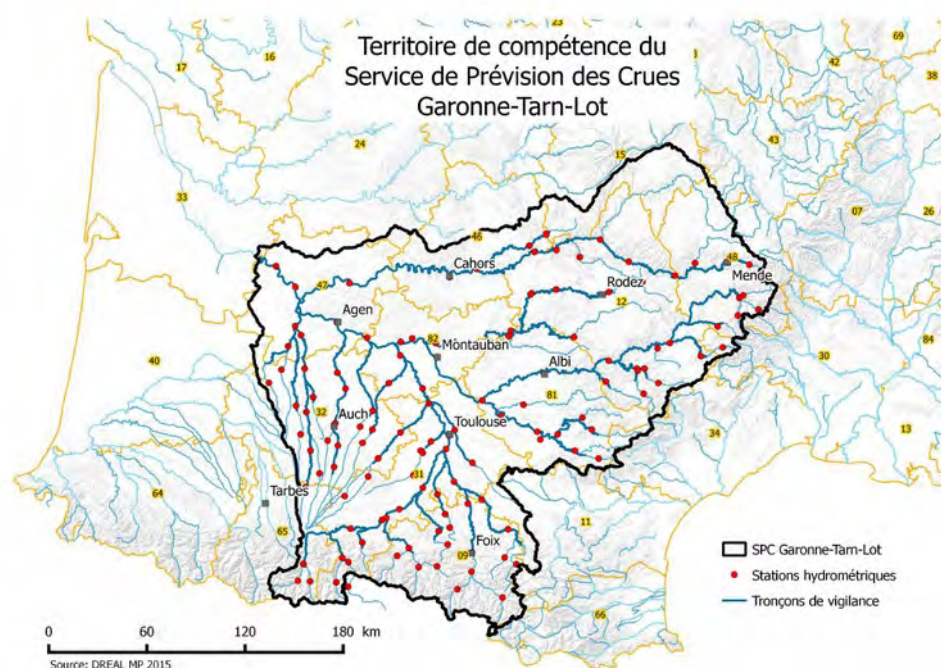 Territoire de compétence du
Service de Prévision des Crues
Garonne-Tarn-Lot
23
17
16
69
42
38
24
15
43
33
46
07
26
Cahors
48
Mende
47
Rodez
12
Agen
82
Montauban
40
Albi
30
84
81
32
Auch
Toulouse
34
13
31
Tarbes
64
65
11
Foix
09
66
SPC Garonne-Tarn-Lot
Stations hydrométriques
Tronçons de vigilance
0 60 120 180 km
Source: DREAL MP 2015